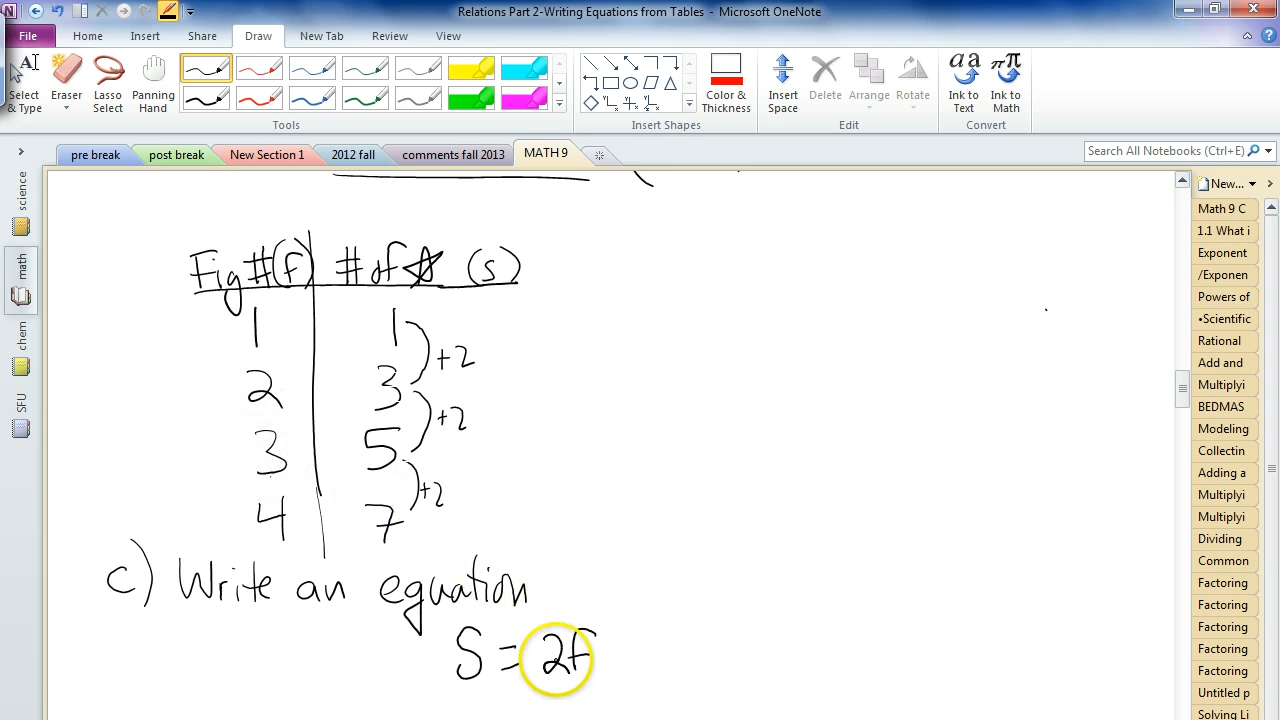 Relations Part 2-Writing Equations from Tables - Microsoft OneNote
File Home Insert Share Draw New Tab Review View
Select & Type
Eraser
Lasso Select
Panning Hand
Color & Thickness
Insert Space
Delete
Arrange
Rotate
Ink to Text
Ink to Math
Tools
Insert Shapes
Edit
Convert
pre break
post break
New Section 1
2012 fall
comments fall 2013
MATH 9
Search All Notebooks (Ctrl+E)
science
math
chem
SFU
Fig #(f) # of ☆ (s)
1 1
+2
2 3
+2
3 5
+2
4 7
c) Write an equation
S = 2f
New...
Math 9 C
1.1 What i
Exponent
/Exponen
Powers of
•Scientific
Rational
Add and
Multiplyi
BEDMAS
Modeling
Collectin
Adding a
Multiplyi
Multiplyi
Dividing
Common
Factoring
Factoring
Factoring
Factoring
Untitled p
Solving Li